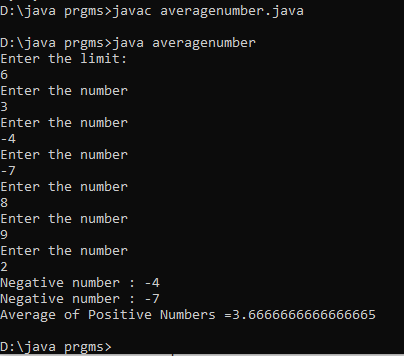 D:\java prgms>javac averagenumber.java
D:\java prgms>java averagenumber
Enter the limit:
6
Enter the number
3
Enter the number
-4
Enter the number
-7
Enter the number
8
Enter the number
9
Enter the number
2
Negative number : -4
Negative number : -7
Average of Positive Numbers =3.6666666666666665
D:\java prgms>